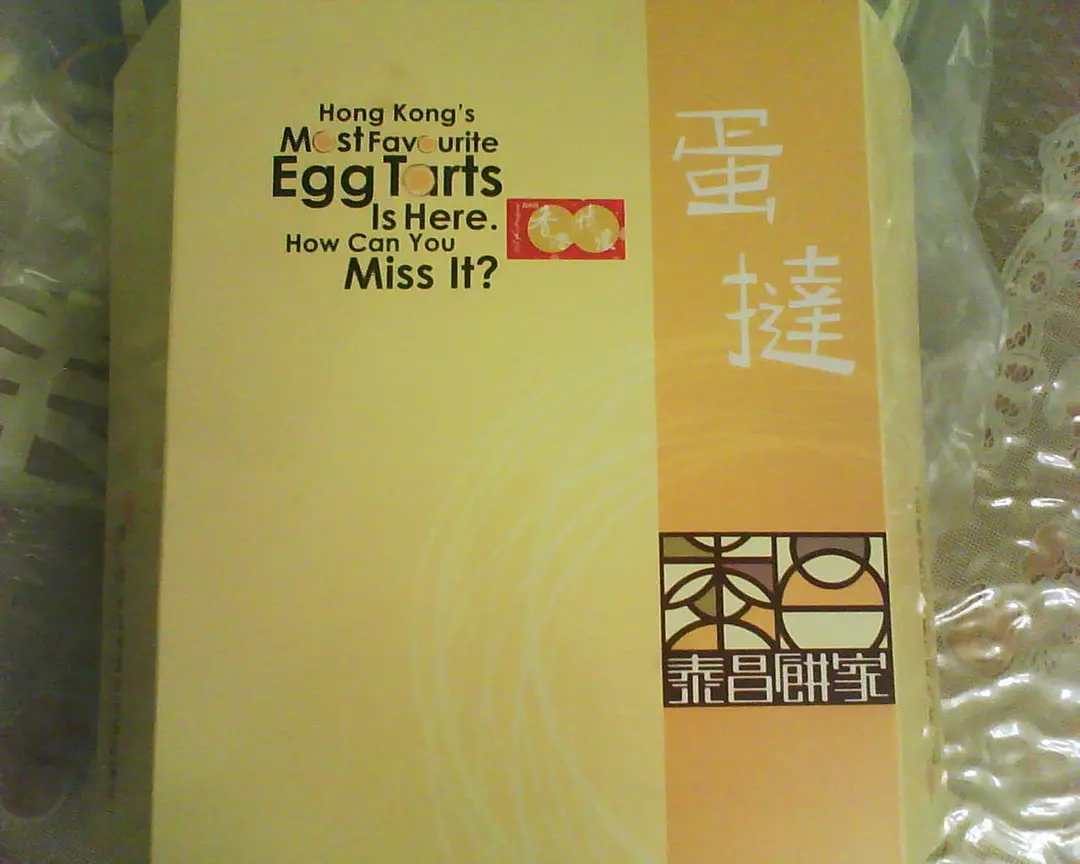 Hong Kong's
Most Favourite
Egg Tarts
Is Here.
How Can You
Miss It?
蛋撻
泰昌餅家